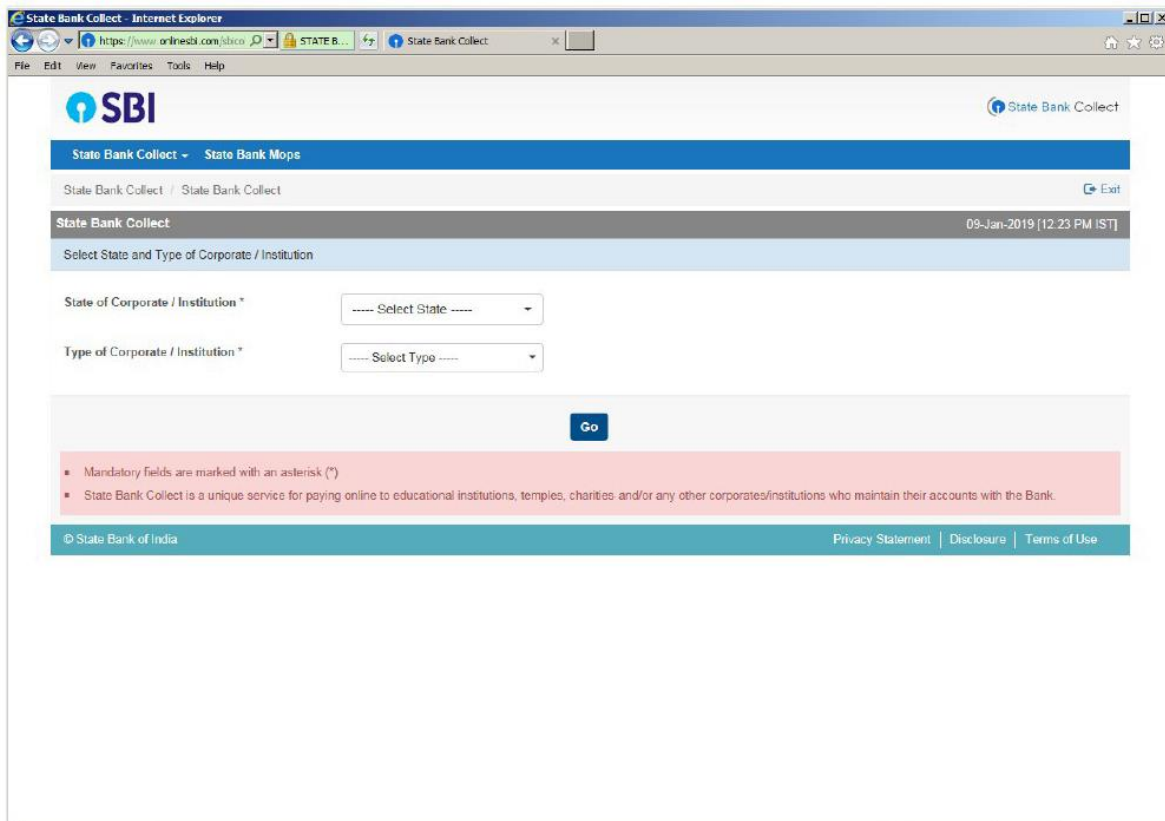 State Bank Collect - Internet Explorer
https://www.onlinesbi.com/sbico STATE B... State Bank Collect
File Edit View Favorites Tools Help
SBI State Bank Collect
State Bank Collect State Bank Mops
State Bank Collect / State Bank Collect Exit
State Bank Collect 09-Jan-2019 [12:23 PM IST]
Select State and Type of Corporate / Institution
State of Corporate / Institution * ----- Select State -----
Type of Corporate / Institution * ----- Select Type -----
Go
Mandatory fields are marked with an asterisk (*)
State Bank Collect is a unique service for paying online to educational institutions, temples, charities and/or any other corporates/institutions who maintain their accounts with the Bank.
© State Bank of India Privacy Statement | Disclosure | Terms of Use